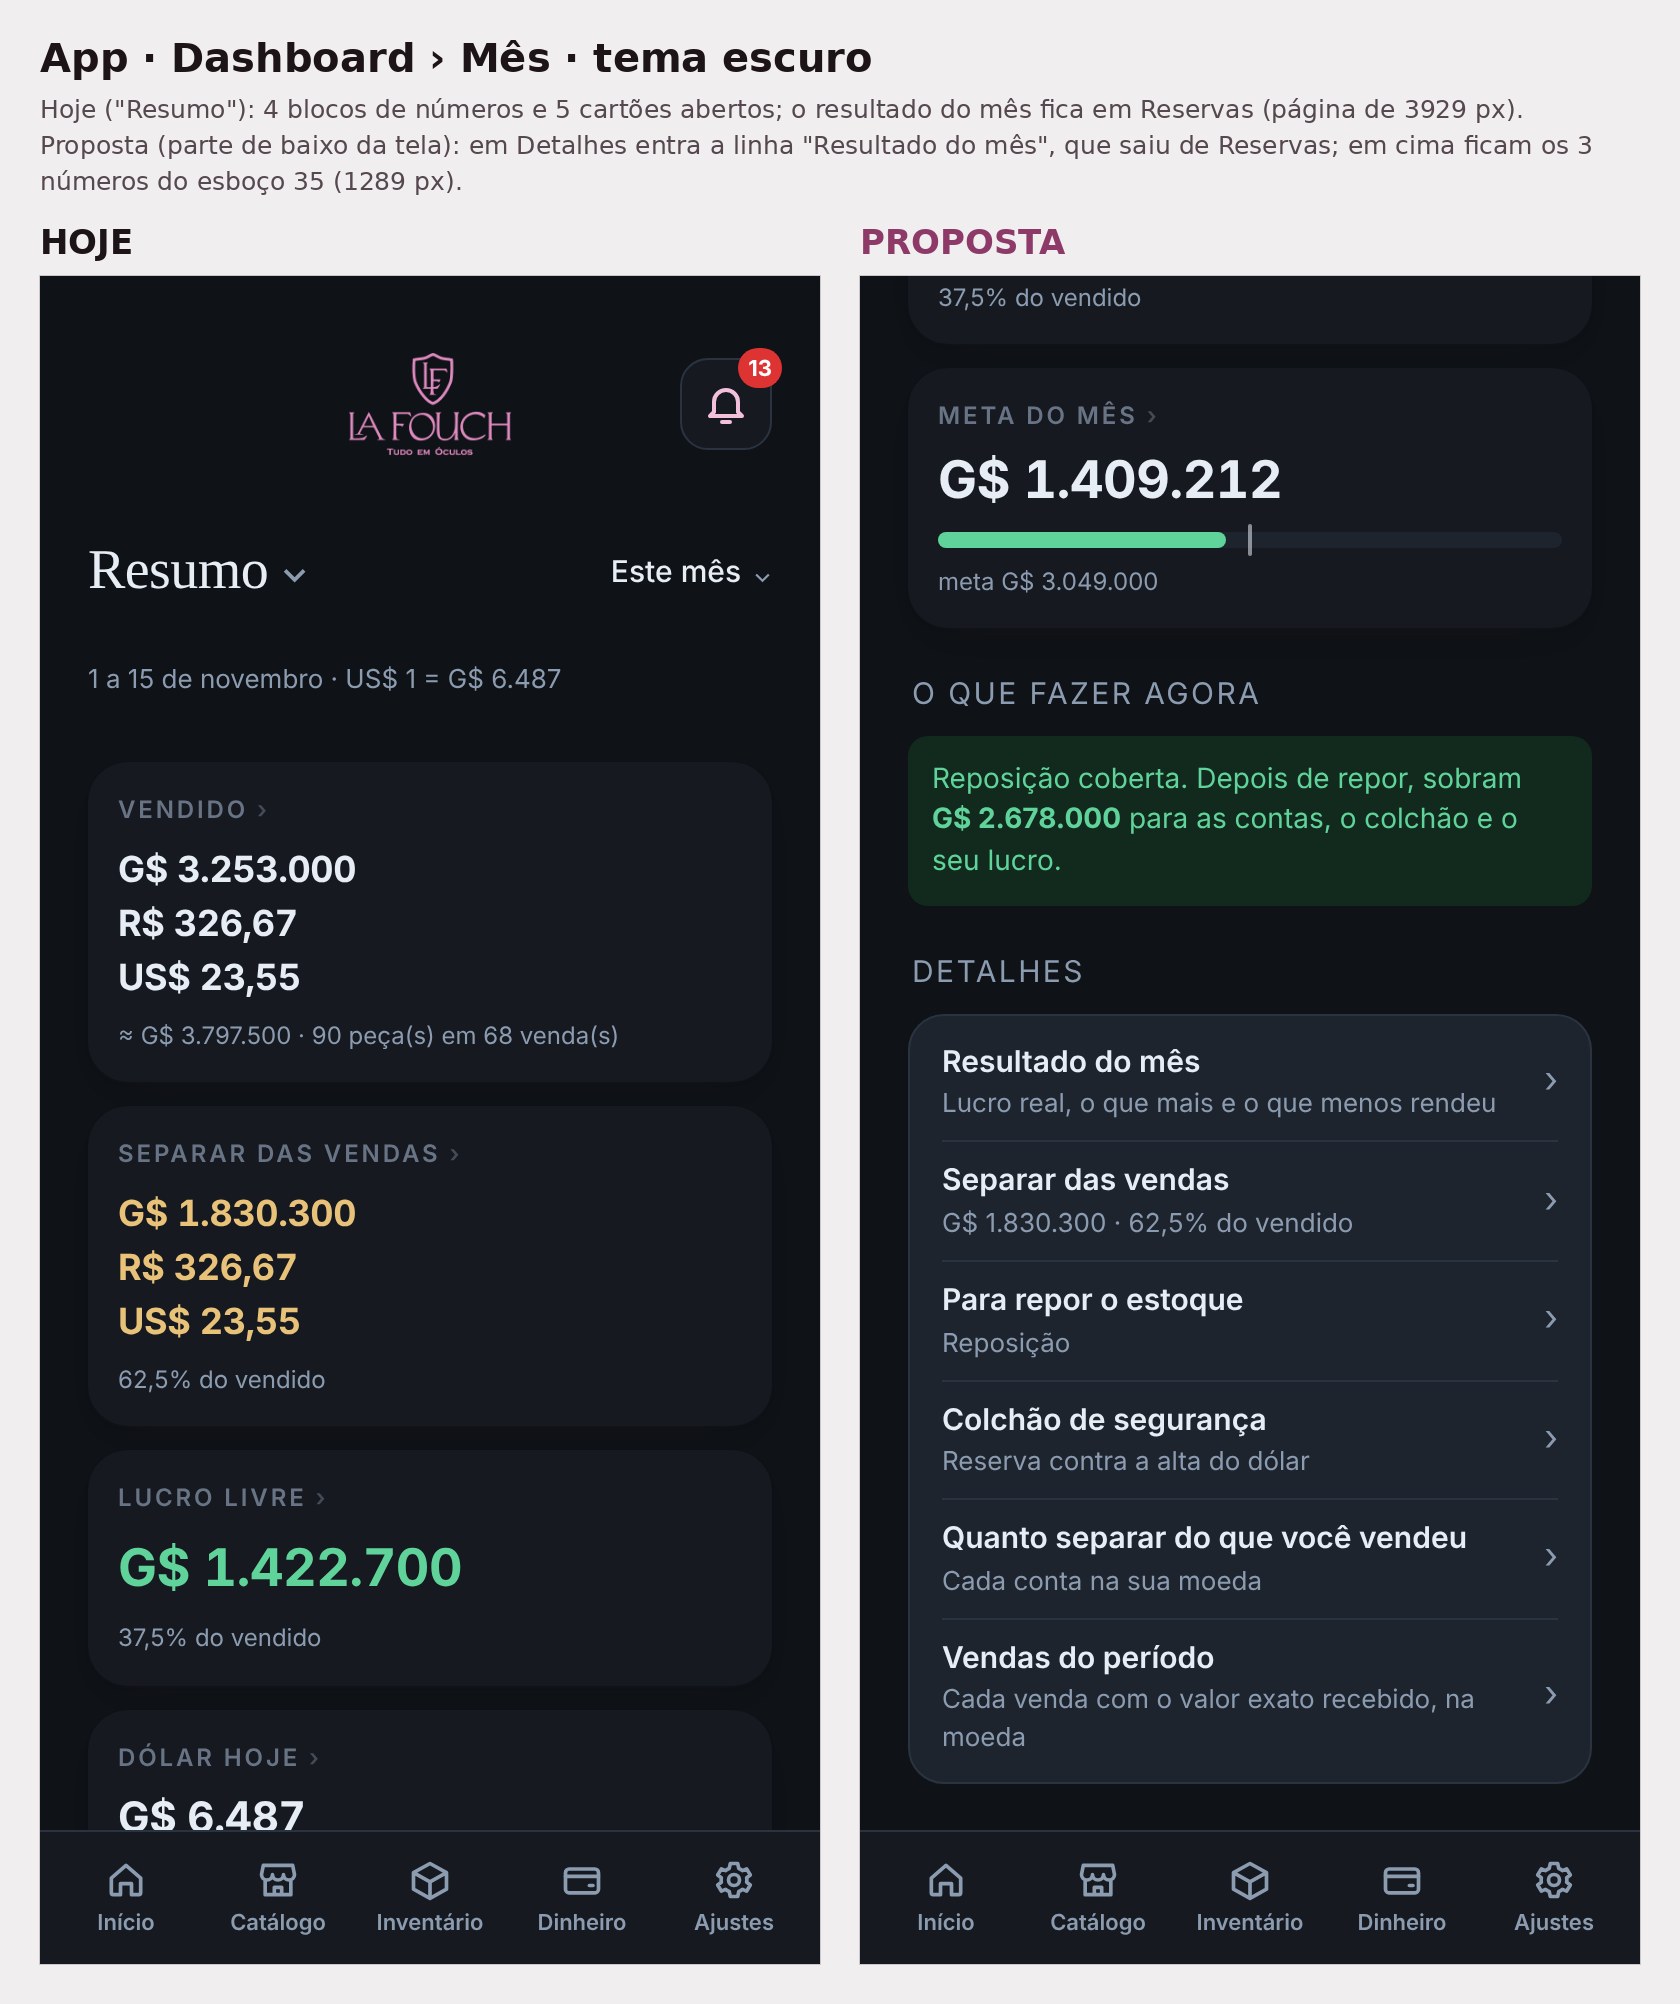 App · Dashboard › Mês · tema escuro
Hoje ("Resumo"): 4 blocos de números e 5 cartões abertos; o resultado do mês fica em Reservas (página de 3929 px).
Proposta (parte de baixo da tela): em Detalhes entra a linha "Resultado do mês", que saiu de Reservas; em cima ficam os 3
números do esboço 35 (1289 px).
HOJE
LF
LA FOUCH
TUDO EM ÓCULOS
13
Resumo
Este mês
1 a 15 de novembro · US$ 1 = G$ 6.487
VENDIDO ›
G$ 3.253.000
R$ 326,67
US$ 23,55
≈ G$ 3.797.500 · 90 peça(s) em 68 venda(s)
SEPARAR DAS VENDAS ›
G$ 1.830.300
R$ 326,67
US$ 23,55
62,5% do vendido
LUCRO LIVRE ›
G$ 1.422.700
37,5% do vendido
DÓLAR HOJE ›
G$ 6.487
Início
Catálogo
Inventário
Dinheiro
Ajustes
PROPOSTA
37,5% do vendido
META DO MÊS ›
G$ 1.409.212
meta G$ 3.049.000
O QUE FAZER AGORA
Reposição coberta. Depois de repor, sobram
G$ 2.678.000 para as contas, o colchão e o
seu lucro.
DETALHES
Resultado do mês
Lucro real, o que mais e o que menos rendeu
›
Separar das vendas
G$ 1.830.300 · 62,5% do vendido
›
Para repor o estoque
Reposição
›
Colchão de segurança
Reserva contra a alta do dólar
›
Quanto separar do que você vendeu
Cada conta na sua moeda
›
Vendas do período
Cada venda com o valor exato recebido, na
moeda
›
Início
Catálogo
Inventário
Dinheiro
Ajustes